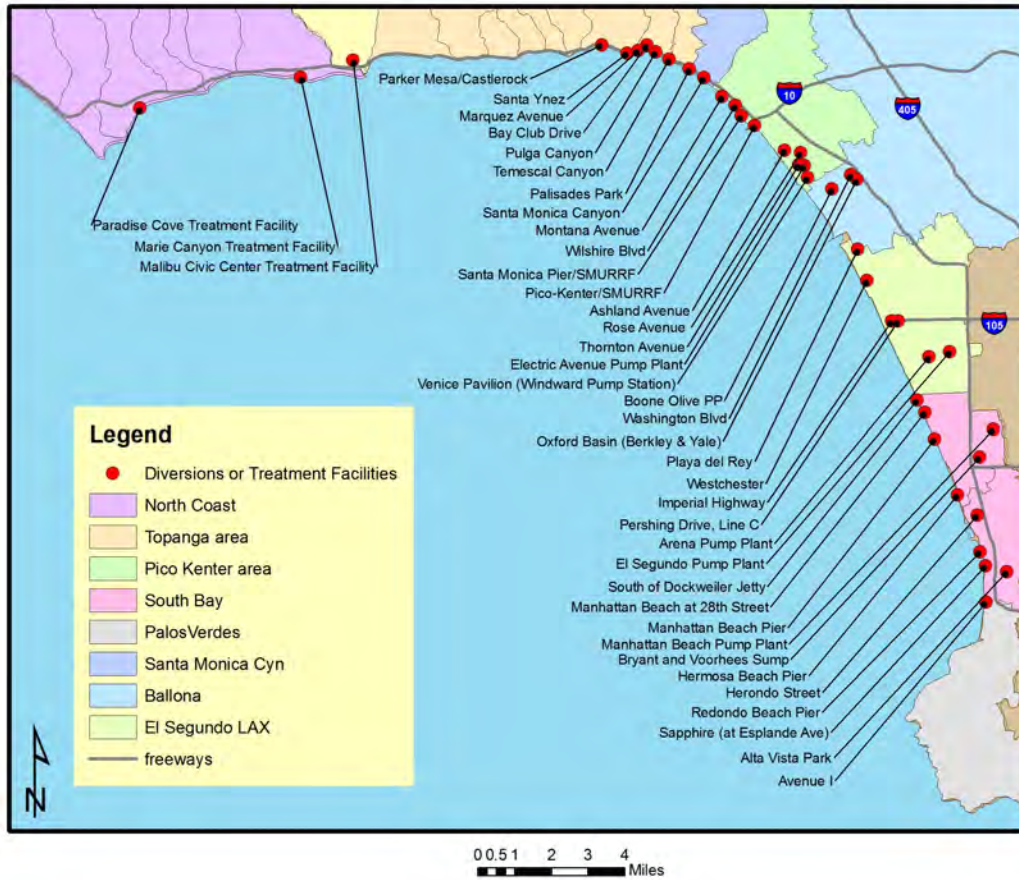 Parker Mesa/Castlerock
Santa Ynez
Marquez Avenue
Bay Club Drive
Pulga Canyon
Temescal Canyon
Palisades Park
Santa Monica Canyon
Montana Avenue
Wilshire Blvd
Santa Monica Pier/SMURRF
Pico-Kenter/SMURRF
Ashland Avenue
Rose Avenue
Thornton Avenue
Electric Avenue Pump Plant
Venice Pavilion (Windward Pump Station)
Boone Olive PP
Washington Blvd
Oxford Basin (Berkley & Yale)
Playa del Rey
Westchester
Imperial Highway
Pershing Drive, Line C
Arena Pump Plant
El Segundo Pump Plant
South of Dockweiler Jetty
Manhattan Beach at 28th Street
Manhattan Beach Pier
Manhattan Beach Pump Plant
Bryant and Voorhees Sump
Hermosa Beach Pier
Herondo Street
Redondo Beach Pier
Sapphire (at Esplande Ave)
Alta Vista Park
Avenue I
Paradise Cove Treatment Facility
Marie Canyon Treatment Facility
Malibu Civic Center Treatment Facility
10
405
105
Legend
Diversions or Treatment Facilities
North Coast
Topanga area
Pico Kenter area
South Bay
PalosVerdes
Santa Monica Cyn
Ballona
El Segundo LAX
freeways
N
0 0.5 1 2 3 4
Miles